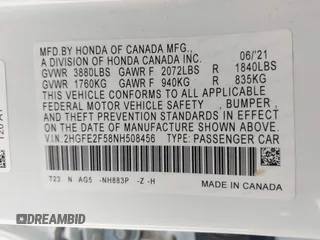 MFD.BY HONDA OF CANADA MFG.,
A DIVISION OF HONDA CANADA INC. 06/'21
GVWR 3880LBS GAWR F 2072LBS R 1840LBS
GVWR 1760KG GAWR F 940KG R 835KG
THIS VEHICLE CONFORMS TO ALL APPLICABLE
FEDERAL MOTOR VEHICLE SAFETY, BUMPER,
AND THEFT PREVENTION STANDARDS IN EFFECT
ON THE DATE OF MANUFACTURE SHOWN ABOVE.
V.I.N:2HGFE2F58NH508456 TYPE:PASSENGER CAR
T23 N AG5 -NH883P -Z -H
MADE IN CANADA
DREAMBID